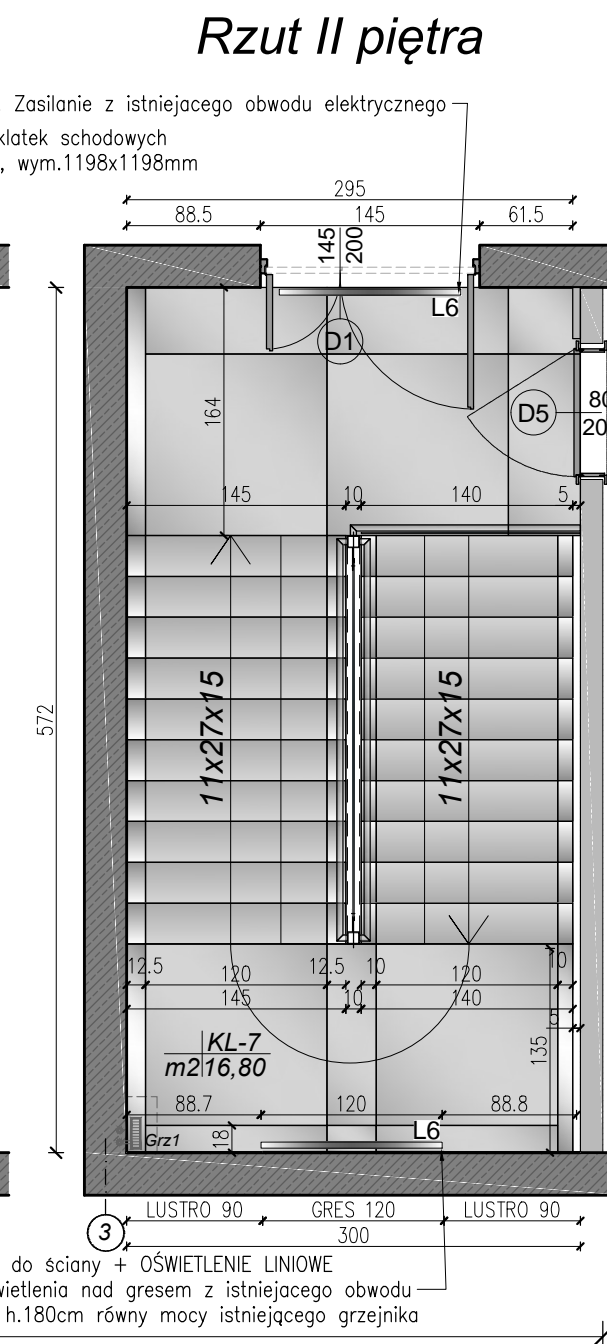 Rzut II piętra
Zasilanie z istniejacego obwodu elektrycznego
klatek schodowych
, wym.1198x1198mm
295
88.5 145 61.5
145
200
L6
D1
D5
80
20
164
145 10 140 5
572
11x27x15 11x27x15
12.5 120 12.5 10 120 10
145 10 140
5
135
KL-7
m2 16,80
88.7 120 88.8
Grz1
18
L6
LUSTRO 90 GRES 120 LUSTRO 90
3
300
do ściany + OŚWIETLENIE LINIOWE
wietlenia nad gresem z istniejacego obwodu
h.180cm równy mocy istniejącego grzejnika